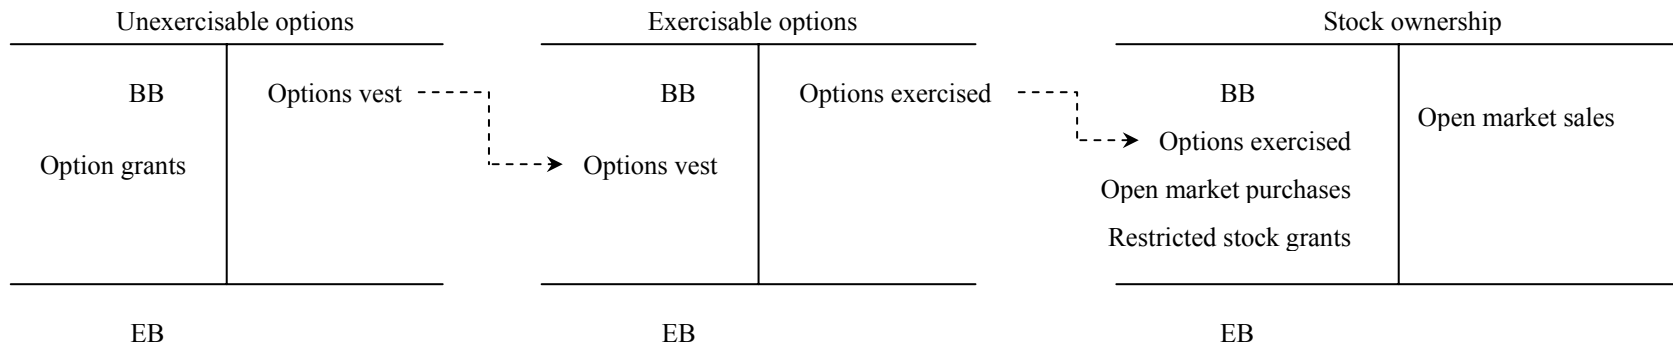 Unexercisable options
Exercisable options
Stock ownership
BB
Options vest
Option grants
EB
BB
Options exercised
Options vest
EB
BB
Open market sales
Options exercised
Open market purchases
Restricted stock grants
EB